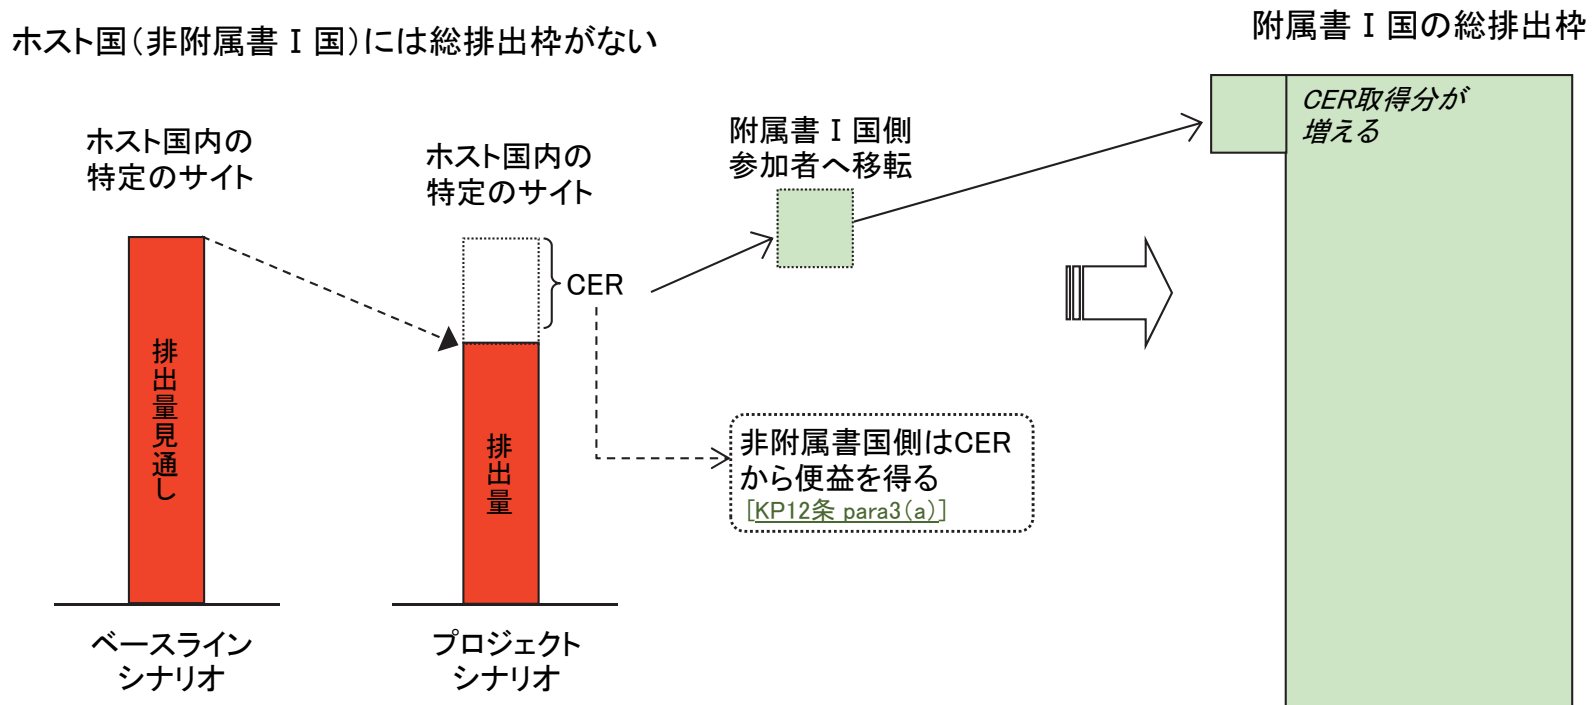 ホスト国（非附属書Ⅰ国）には総排出枠がない
附属書Ⅰ国の総排出枠
ホスト国内の
特定のサイト
排出量見通し
ベースライン
シナリオ
ホスト国内の
特定のサイト
CER
排出量
プロジェクト
シナリオ
附属書Ⅰ国側
参加者へ移転
非附属書国側はCER
から便益を得る
[KP12条 para3(a)]
CER取得分が
増える